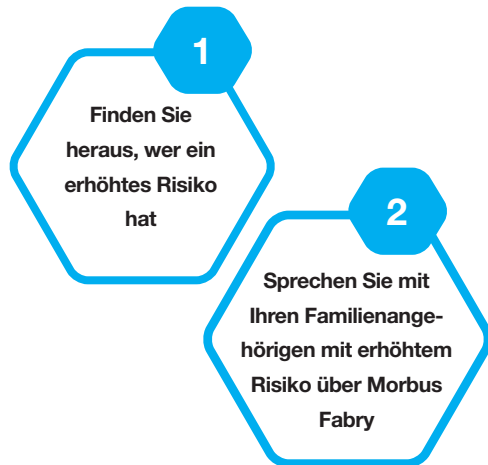 1
Finden Sie
heraus, wer ein
erhöhtes Risiko
hat
2
Sprechen Sie mit
Ihren Familienange-
hörigen mit erhöhtem
Risiko über Morbus
Fabry